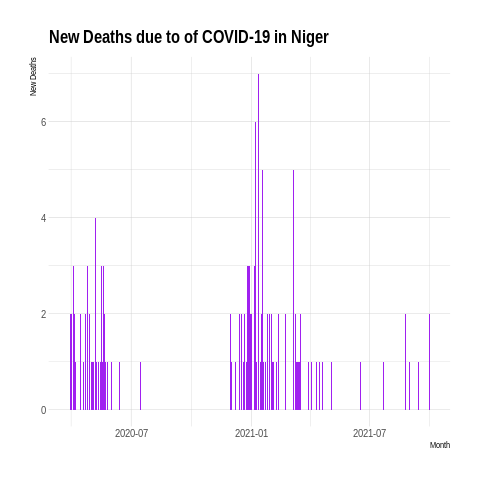 New Deaths due to of COVID-19 in Niger
New Deaths
6
4
2
0
2020-07 2021-01 2021-07
Month